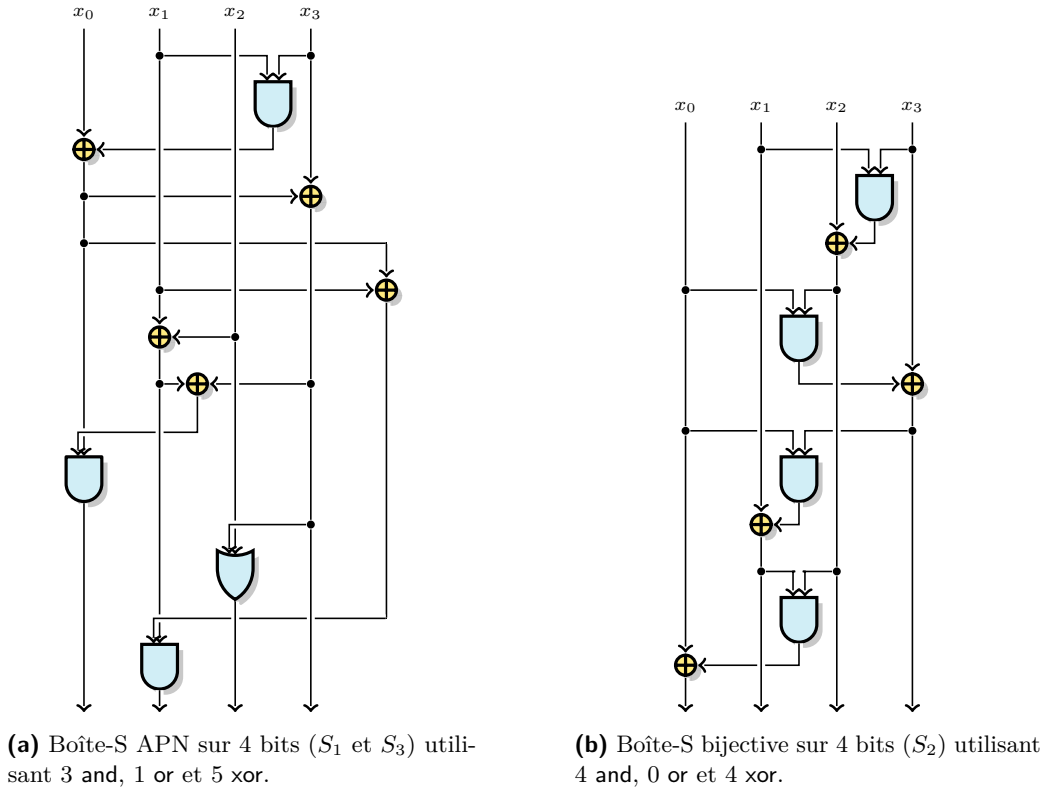 x0 x1 x2 x3
x0 x1 x2 x3
(a) Boîte-S APN sur 4 bits (S1 et S3) utili-
sant 3 and, 1 or et 5 xor.
(b) Boîte-S bijective sur 4 bits (S2) utilisant
4 and, 0 or et 4 xor.